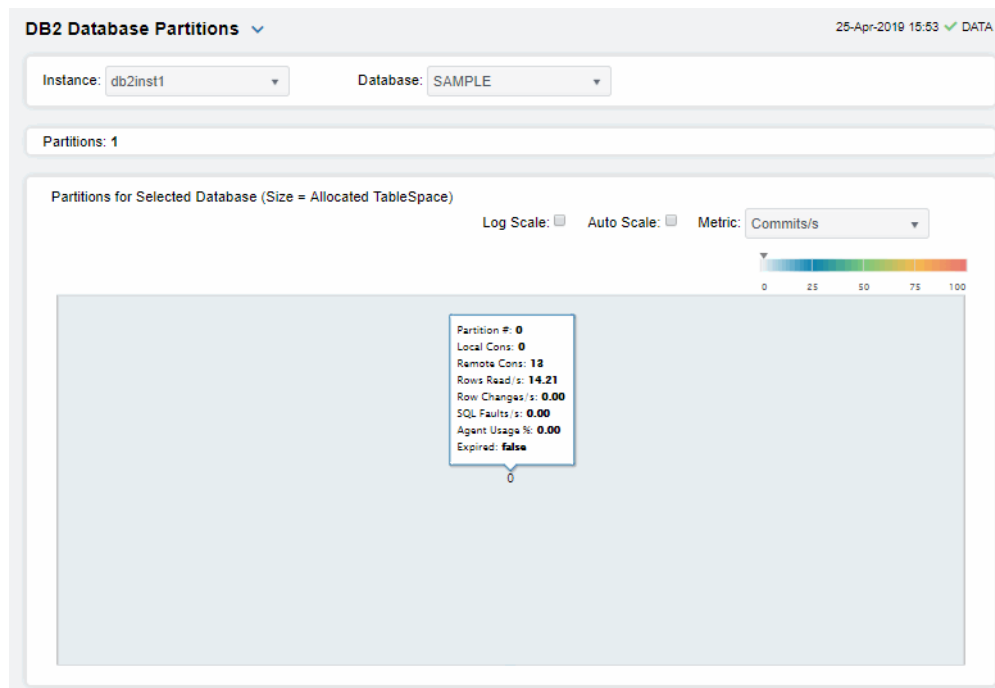 DB2 Database Partitions
25-Apr-2019 15:53 DATA
Instance: db2inst1 Database: SAMPLE
Partitions: 1
Partitions for Selected Database (Size = Allocated TableSpace)
Log Scale: Auto Scale: Metric: Commits/s
0 25 50 75 100
Partition #: 0
Local Cons: 0
Remote Cons: 13
Rows Read/s: 14.21
Row Changes/s: 0.00
SQL Faults/s: 0.00
Agent Usage %: 0.00
Expired: false
0